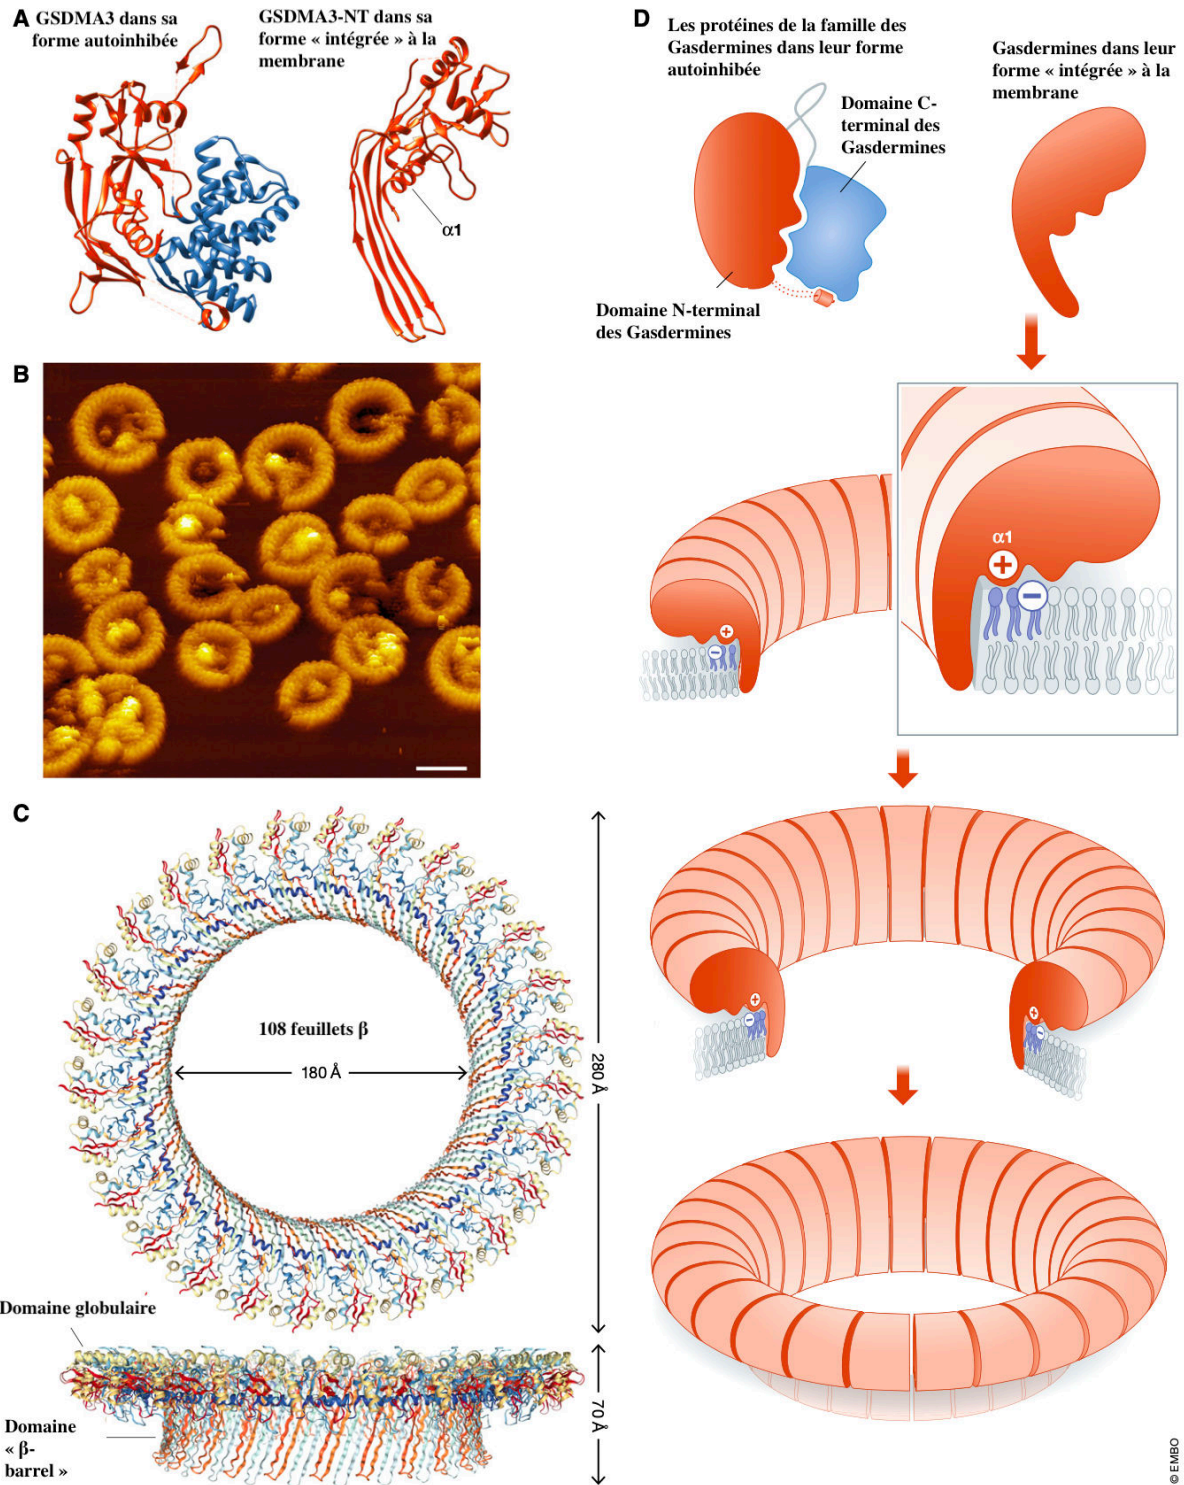 A
GSDMA3 dans sa
forme autoinhibée
GSDMA3-NT dans sa
forme « intégrée » à la
membrane
α1
B
C
108 feuillets β
180 Å
280 Å
Domaine globulaire
70 Å
Domaine
« β-
barrel »
D
Les protéines de la famille des
Gasdermines dans leur forme
autoinhibée
Gasdermines dans leur
forme « intégrée » à la
membrane
Domaine C-
terminal des
Gasdermines
Domaine N-terminal
des Gasdermines
α1
+
−
+
−
+
−
+
−
© EMBO